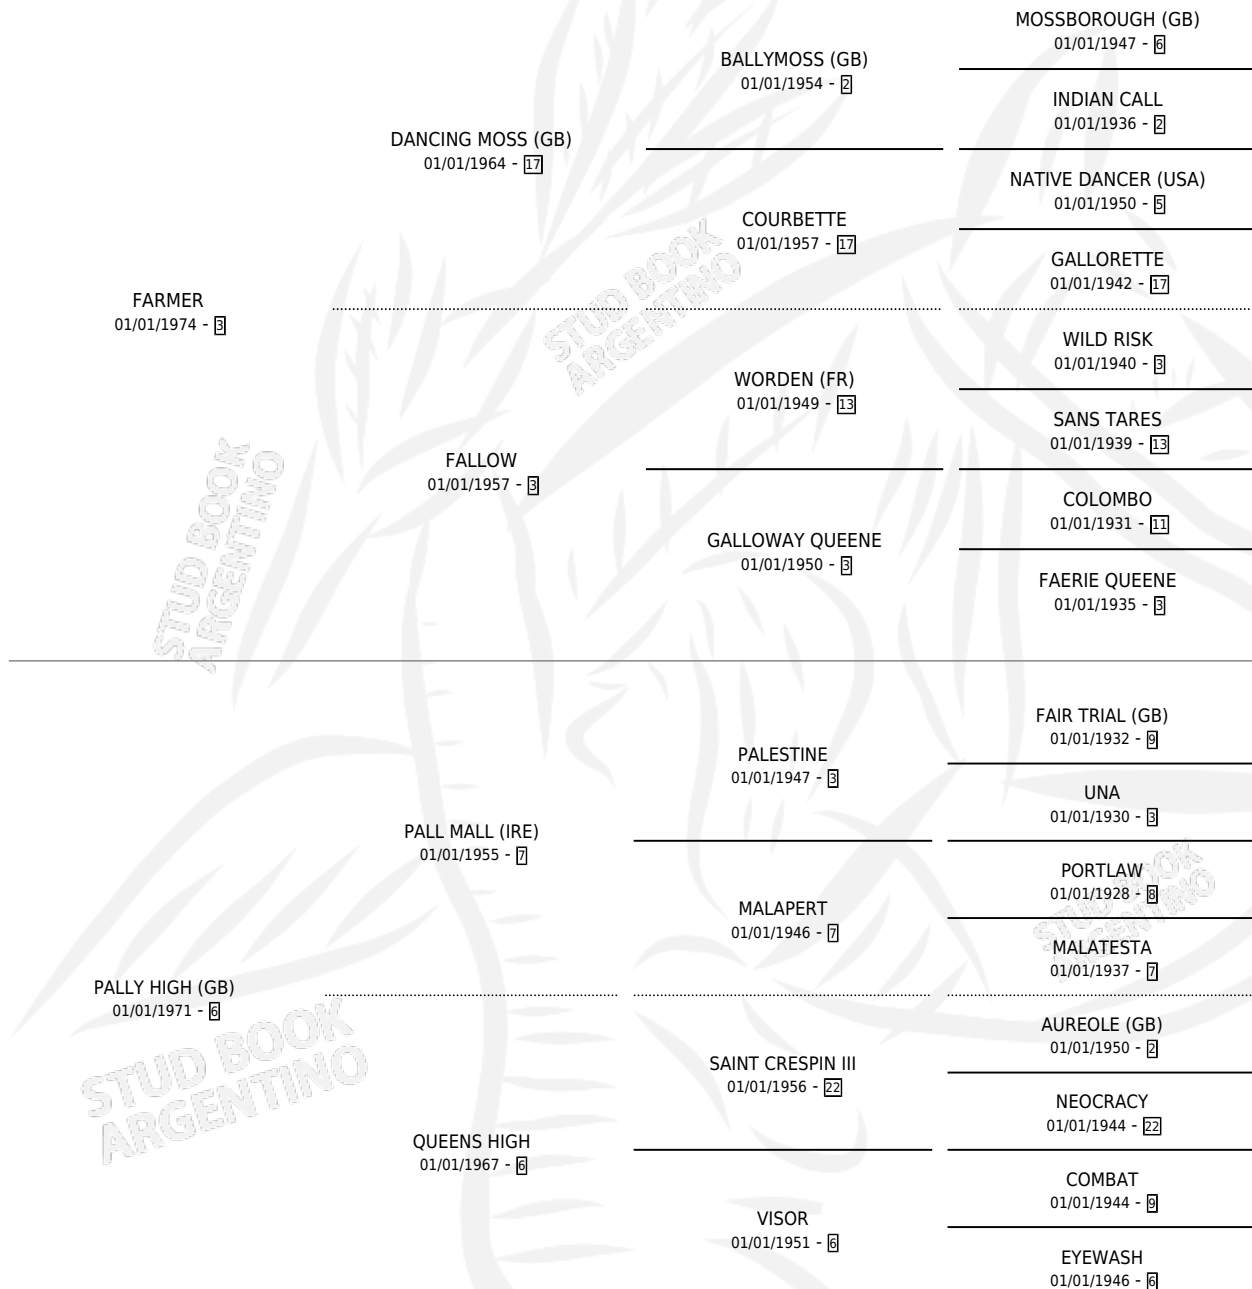 MOSSBOROUGH (GB)
01/01/1947 - 6
BALLYMOSS (GB)
01/01/1954 - 2
INDIAN CALL
01/01/1936 - 2
DANCING MOSS (GB)
01/01/1964 - 17
NATIVE DANCER (USA)
01/01/1950 - 5
COURBETTE
01/01/1957 - 17
GALLORETTE
01/01/1942 - 17
FARMER
01/01/1974 - 3
WILD RISK
01/01/1940 - 3
WORDEN (FR)
01/01/1949 - 13
SANS TARES
01/01/1939 - 13
FALLOW
01/01/1957 - 3
COLOMBO
01/01/1931 - 11
GALLOWAY QUEENE
01/01/1950 - 3
FAERIE QUEENE
01/01/1935 - 3
FAIR TRIAL (GB)
01/01/1932 - 9
PALESTINE
01/01/1947 - 3
UNA
01/01/1930 - 3
PALL MALL (IRE)
01/01/1955 - 7
PORTLAW
01/01/1928 - 8
MALAPERT
01/01/1946 - 7
MALATESTA
01/01/1937 - 7
PALLY HIGH (GB)
01/01/1971 - 6
AUREOLE (GB)
01/01/1950 - 2
SAINT CRESPIN III
01/01/1956 - 22
NEOCRACY
01/01/1944 - 22
QUEENS HIGH
01/01/1967 - 6
COMBAT
01/01/1944 - 9
VISOR
01/01/1951 - 6
EYEWASH
01/01/1946 - 6
STUD BOOK
ARGENTINO
STUD BOOK
ARGENTINO
STUD BOOK
ARGENTINO
STUD BOOK
ARGENTINO